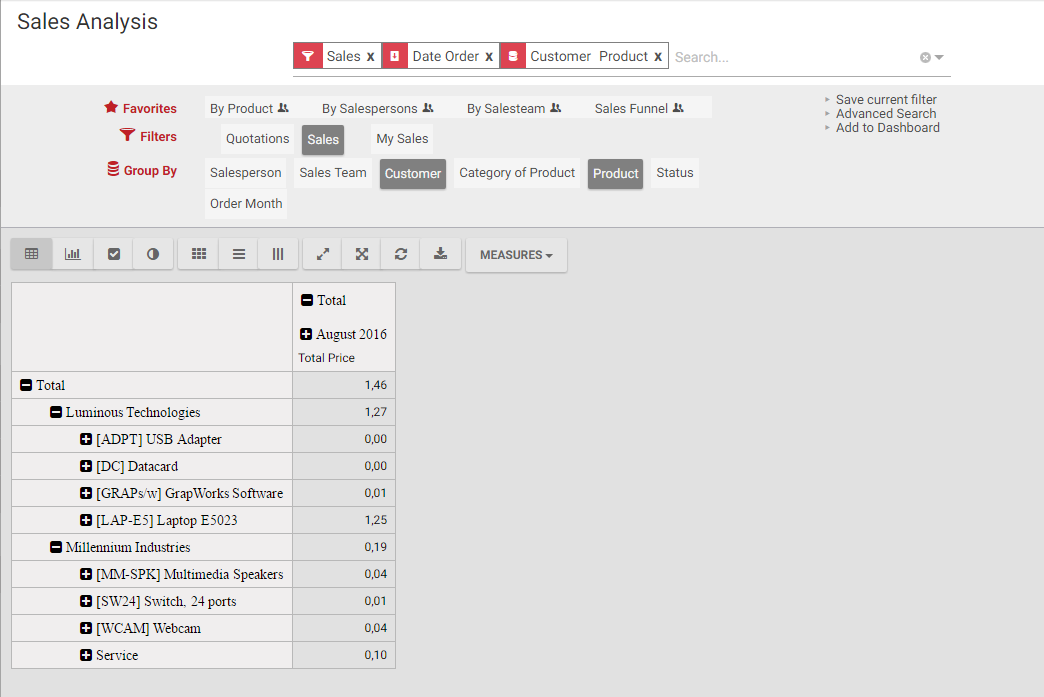 Sales Analysis
Sales x Date Order x Customer Product x Search...
Favorites By Product By Salespersons By Salesteam Sales Funnel
Save current filter
Advanced Search
Add to Dashboard
Filters Quotations Sales My Sales
Group By Salesperson Sales Team Customer Category of Product Product Status
Order Month
MEASURES
Total
August 2016
Total Price
Total 1,46
Luminous Technologies 1,27
[ADPT] USB Adapter 0,00
[DC] Datacard 0,00
[GRAPs/w] GrapWorks Software 0,01
[LAP-E5] Laptop E5023 1,25
Millennium Industries 0,19
[MM-SPK] Multimedia Speakers 0,04
[SW24] Switch, 24 ports 0,01
[WCAM] Webcam 0,04
Service 0,10